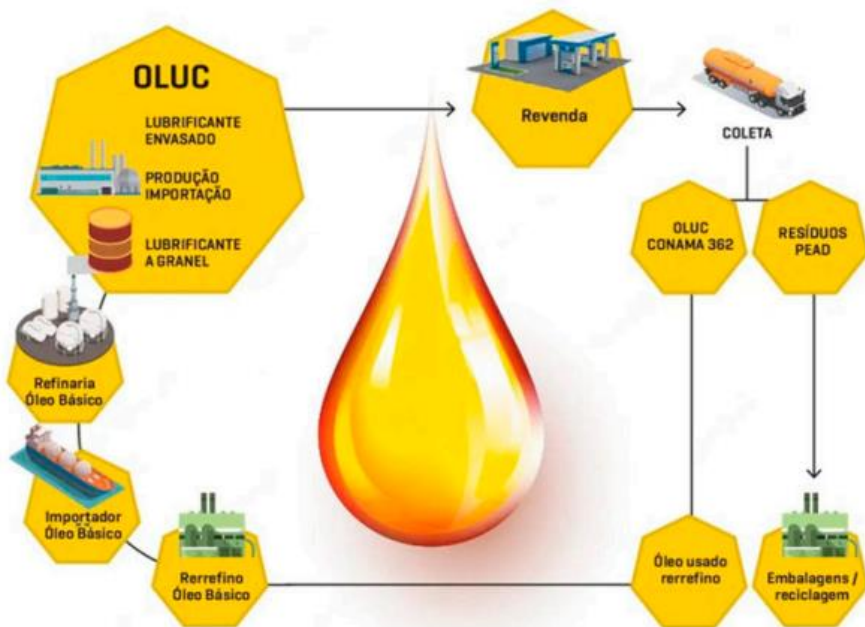 OLUC
LUBRIFICANTE
ENVASADO
PRODUÇÃO
IMPORTAÇÃO
LUBRIFICANTE
A GRANEL
Revenda
COLETA
OLUC
CONAMA 362
RESÍDUOS
PEAD
Refinaria
Óleo Básico
Importador
Óleo Básico
Rerrefino
Óleo Básico
Óleo usado
rerrefino
Embalagens /
reciclagem